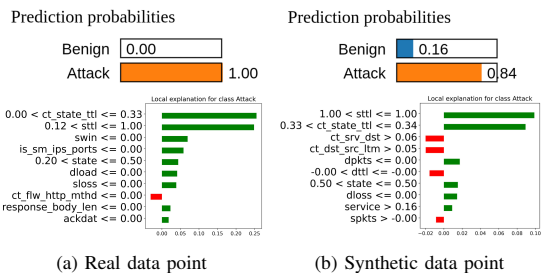 Prediction probabilities
Benign 0.00
Attack 1.00
Local explanation for class Attack
0.00 < ct_state_ttl <= 0.33
0.12 < sttl <= 1.00
swin <= 0.00
is_sm_ips_ports <= 0.00
0.20 < state <= 0.50
dload <= 0.00
sloss <= 0.00
ct_flw_http_mthd <= 0.00
response_body_len <= 0.00
ackdat <= 0.00
0.00 0.05 0.10 0.15 0.20 0.25
(a) Real data point
Prediction probabilities
Benign 0.16
Attack 0.84
Local explanation for class Attack
1.00 < sttl <= 1.00
0.33 < ct_state_ttl <= 0.34
ct_srv_dst > 0.06
ct_dst_src_ltm > 0.05
dpkts <= 0.00
-0.00 < dttl <= -0.00
0.50 < state <= 0.50
dloss <= 0.00
service > 0.16
spkts > -0.00
−0.02 0.00 0.02 0.04 0.06 0.08 0.10
(b) Synthetic data point